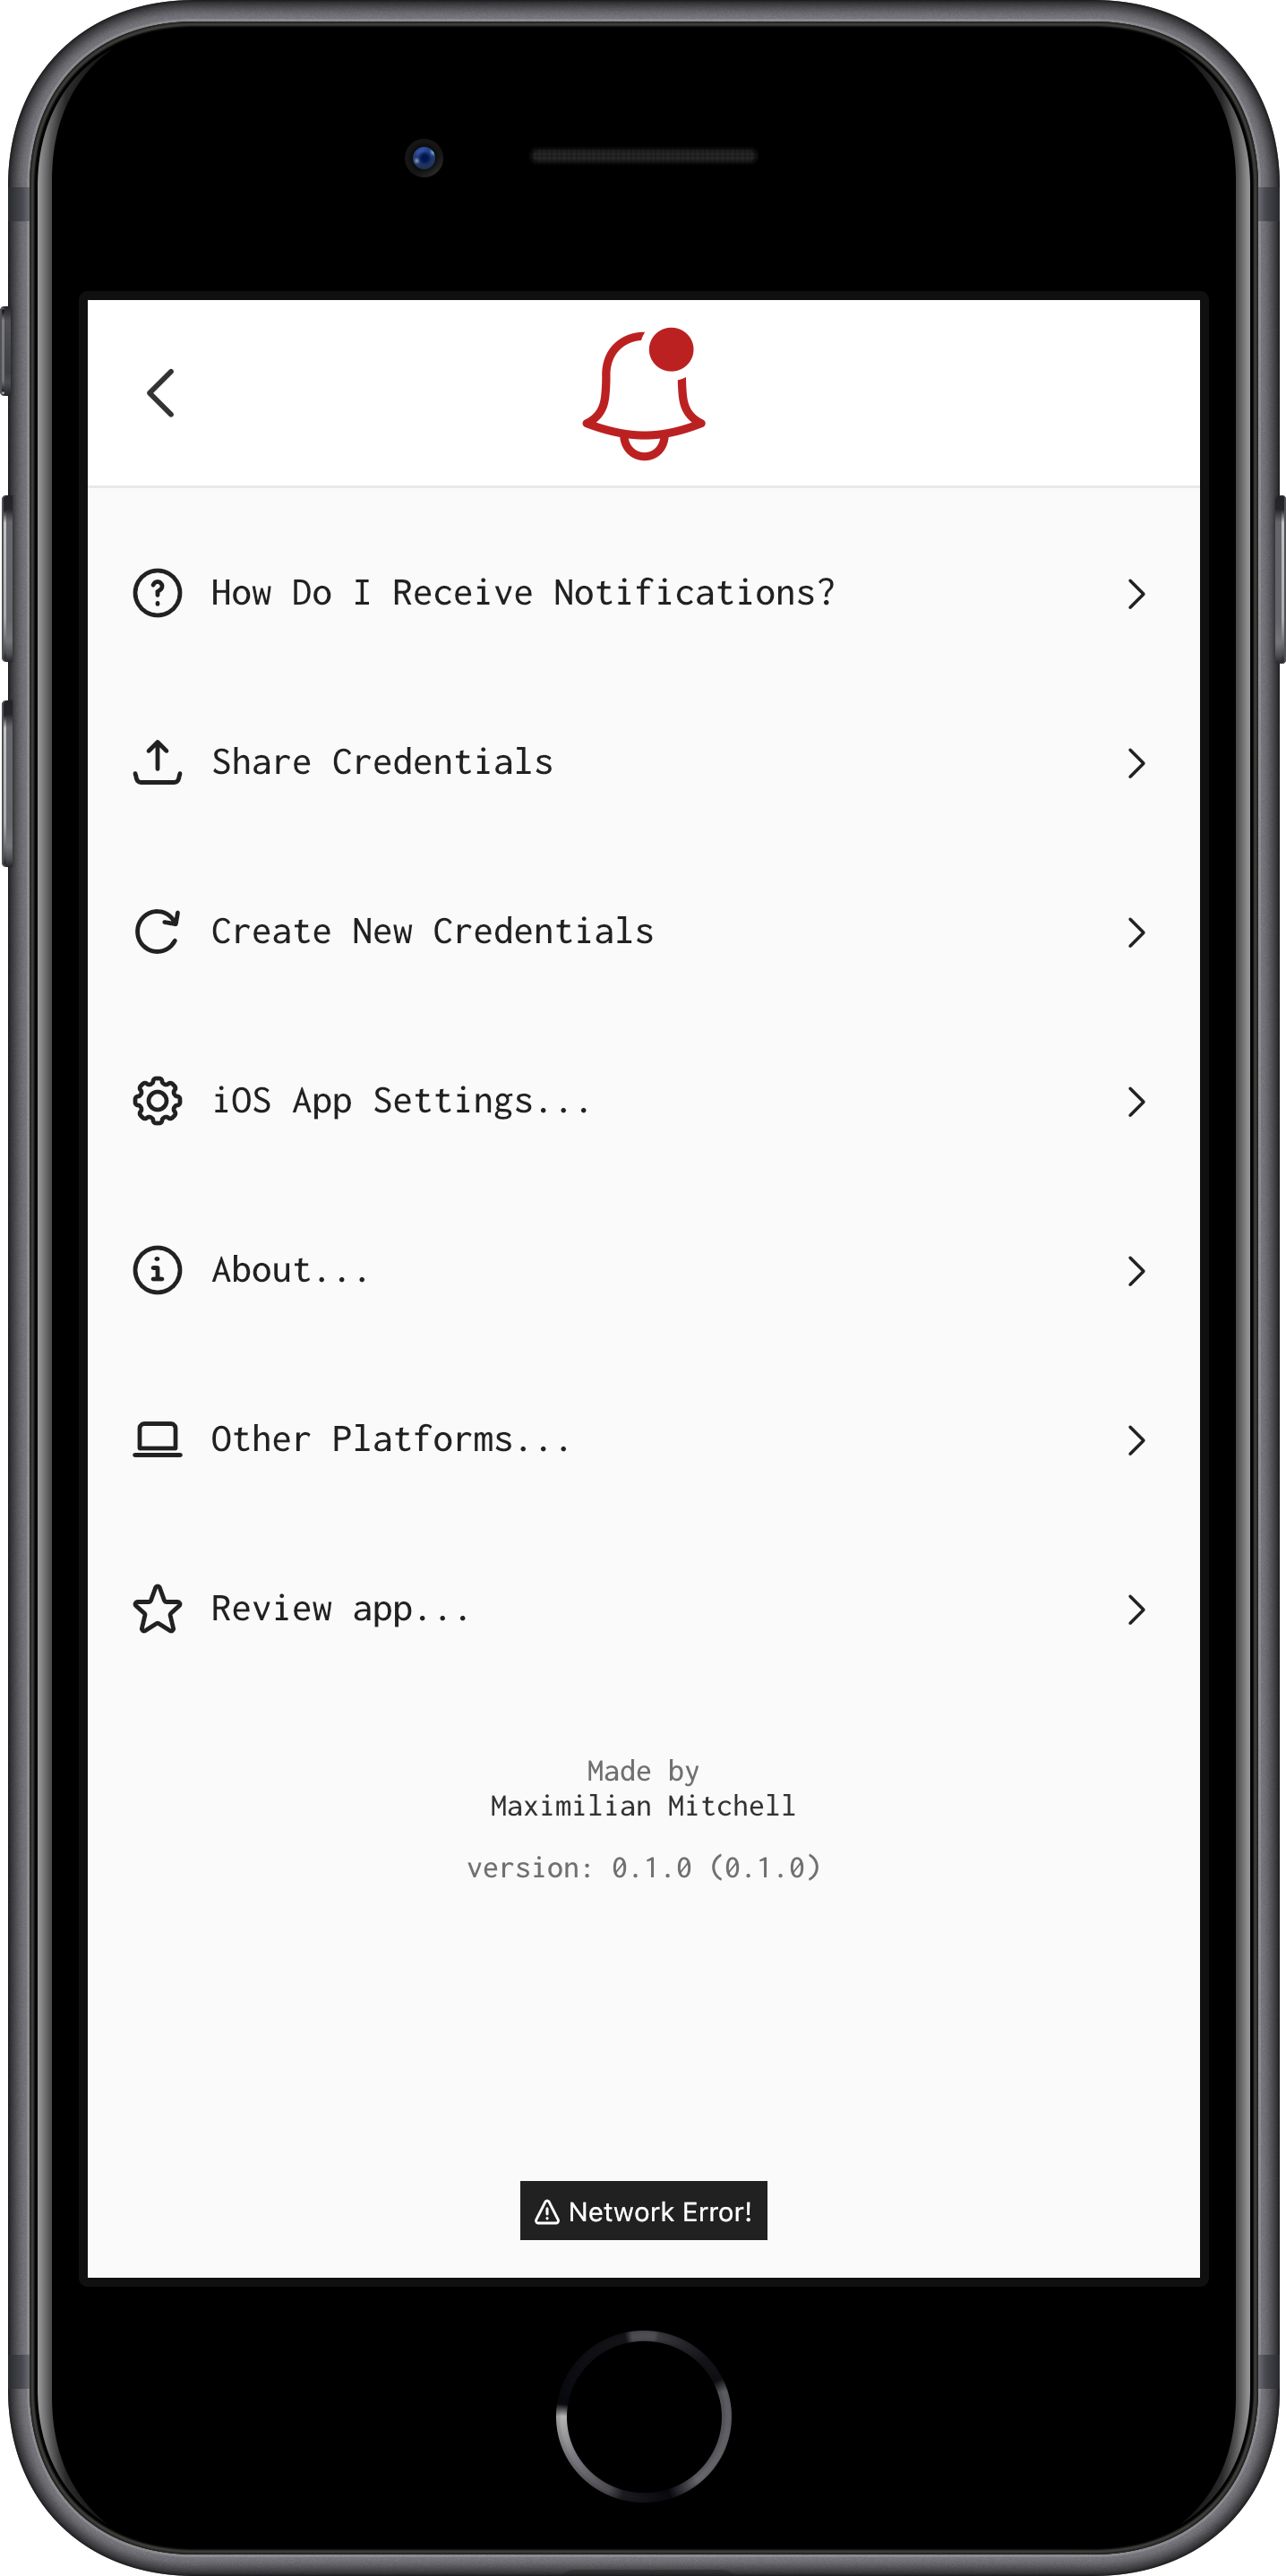 How Do I Receive Notifications?
Share Credentials
Create New Credentials
iOS App Settings...
About...
Other Platforms...
Review app...
Made by
Maximilian Mitchell
version: 0.1.0 (0.1.0)
Network Error!